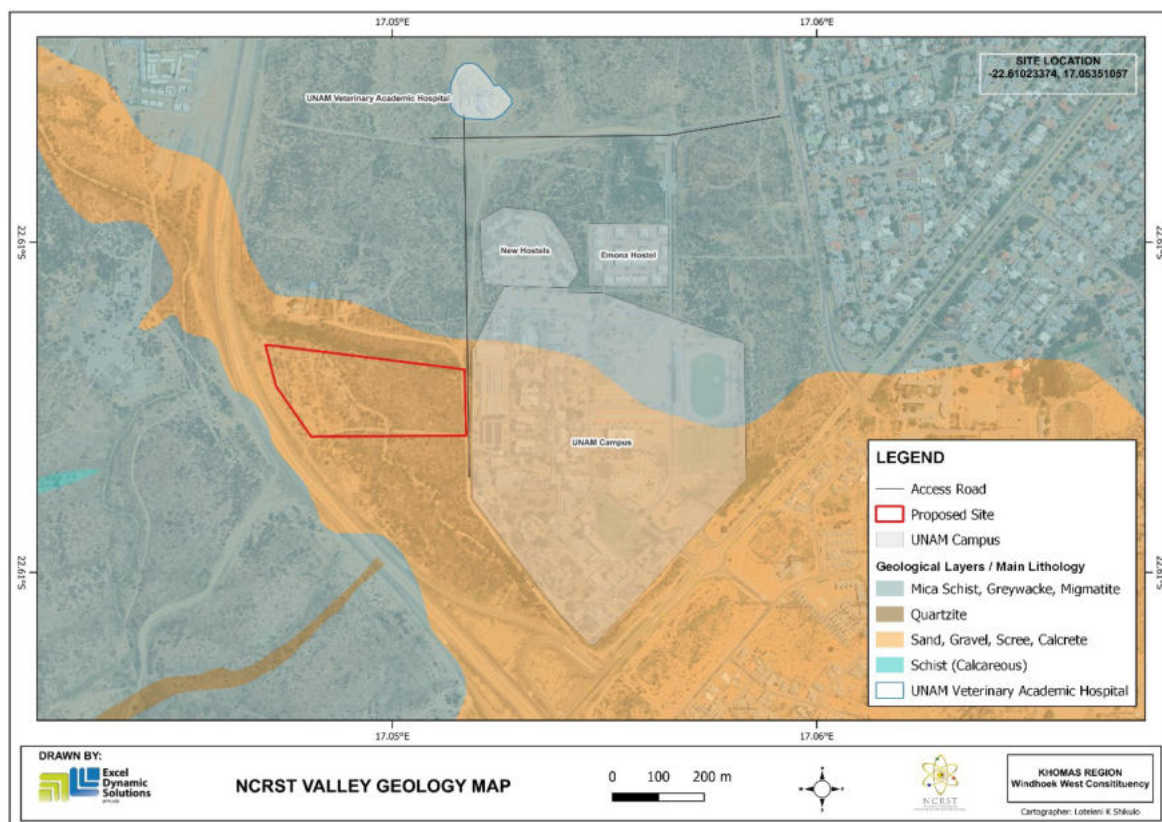 17.05°E
17.06°E
SITE LOCATION
-22.61023374, 17.05351057
UNAM Veterinary Academic Hospital
22.61°S
22.61°S
New Hostels
Emona Hostel
UNAM Campus
LEGEND
Access Road
Proposed Site
UNAM Campus
Geological Layers / Main Lithology
Mica Schist, Greywacke, Migmatite
Quartzite
Sand, Gravel, Scree, Calcrete
Schist (Calcareous)
UNAM Veterinary Academic Hospital
22.61°S
22.61°S
17.05°E
17.06°E
DRAWN BY:
Excel
Dynamic
Solutions
NCRST VALLEY GEOLOGY MAP
0 100 200 m
NCRST
KHOMAS REGION
Windhoek West Consitituency
Cartographer: Loteleni K Shikulo